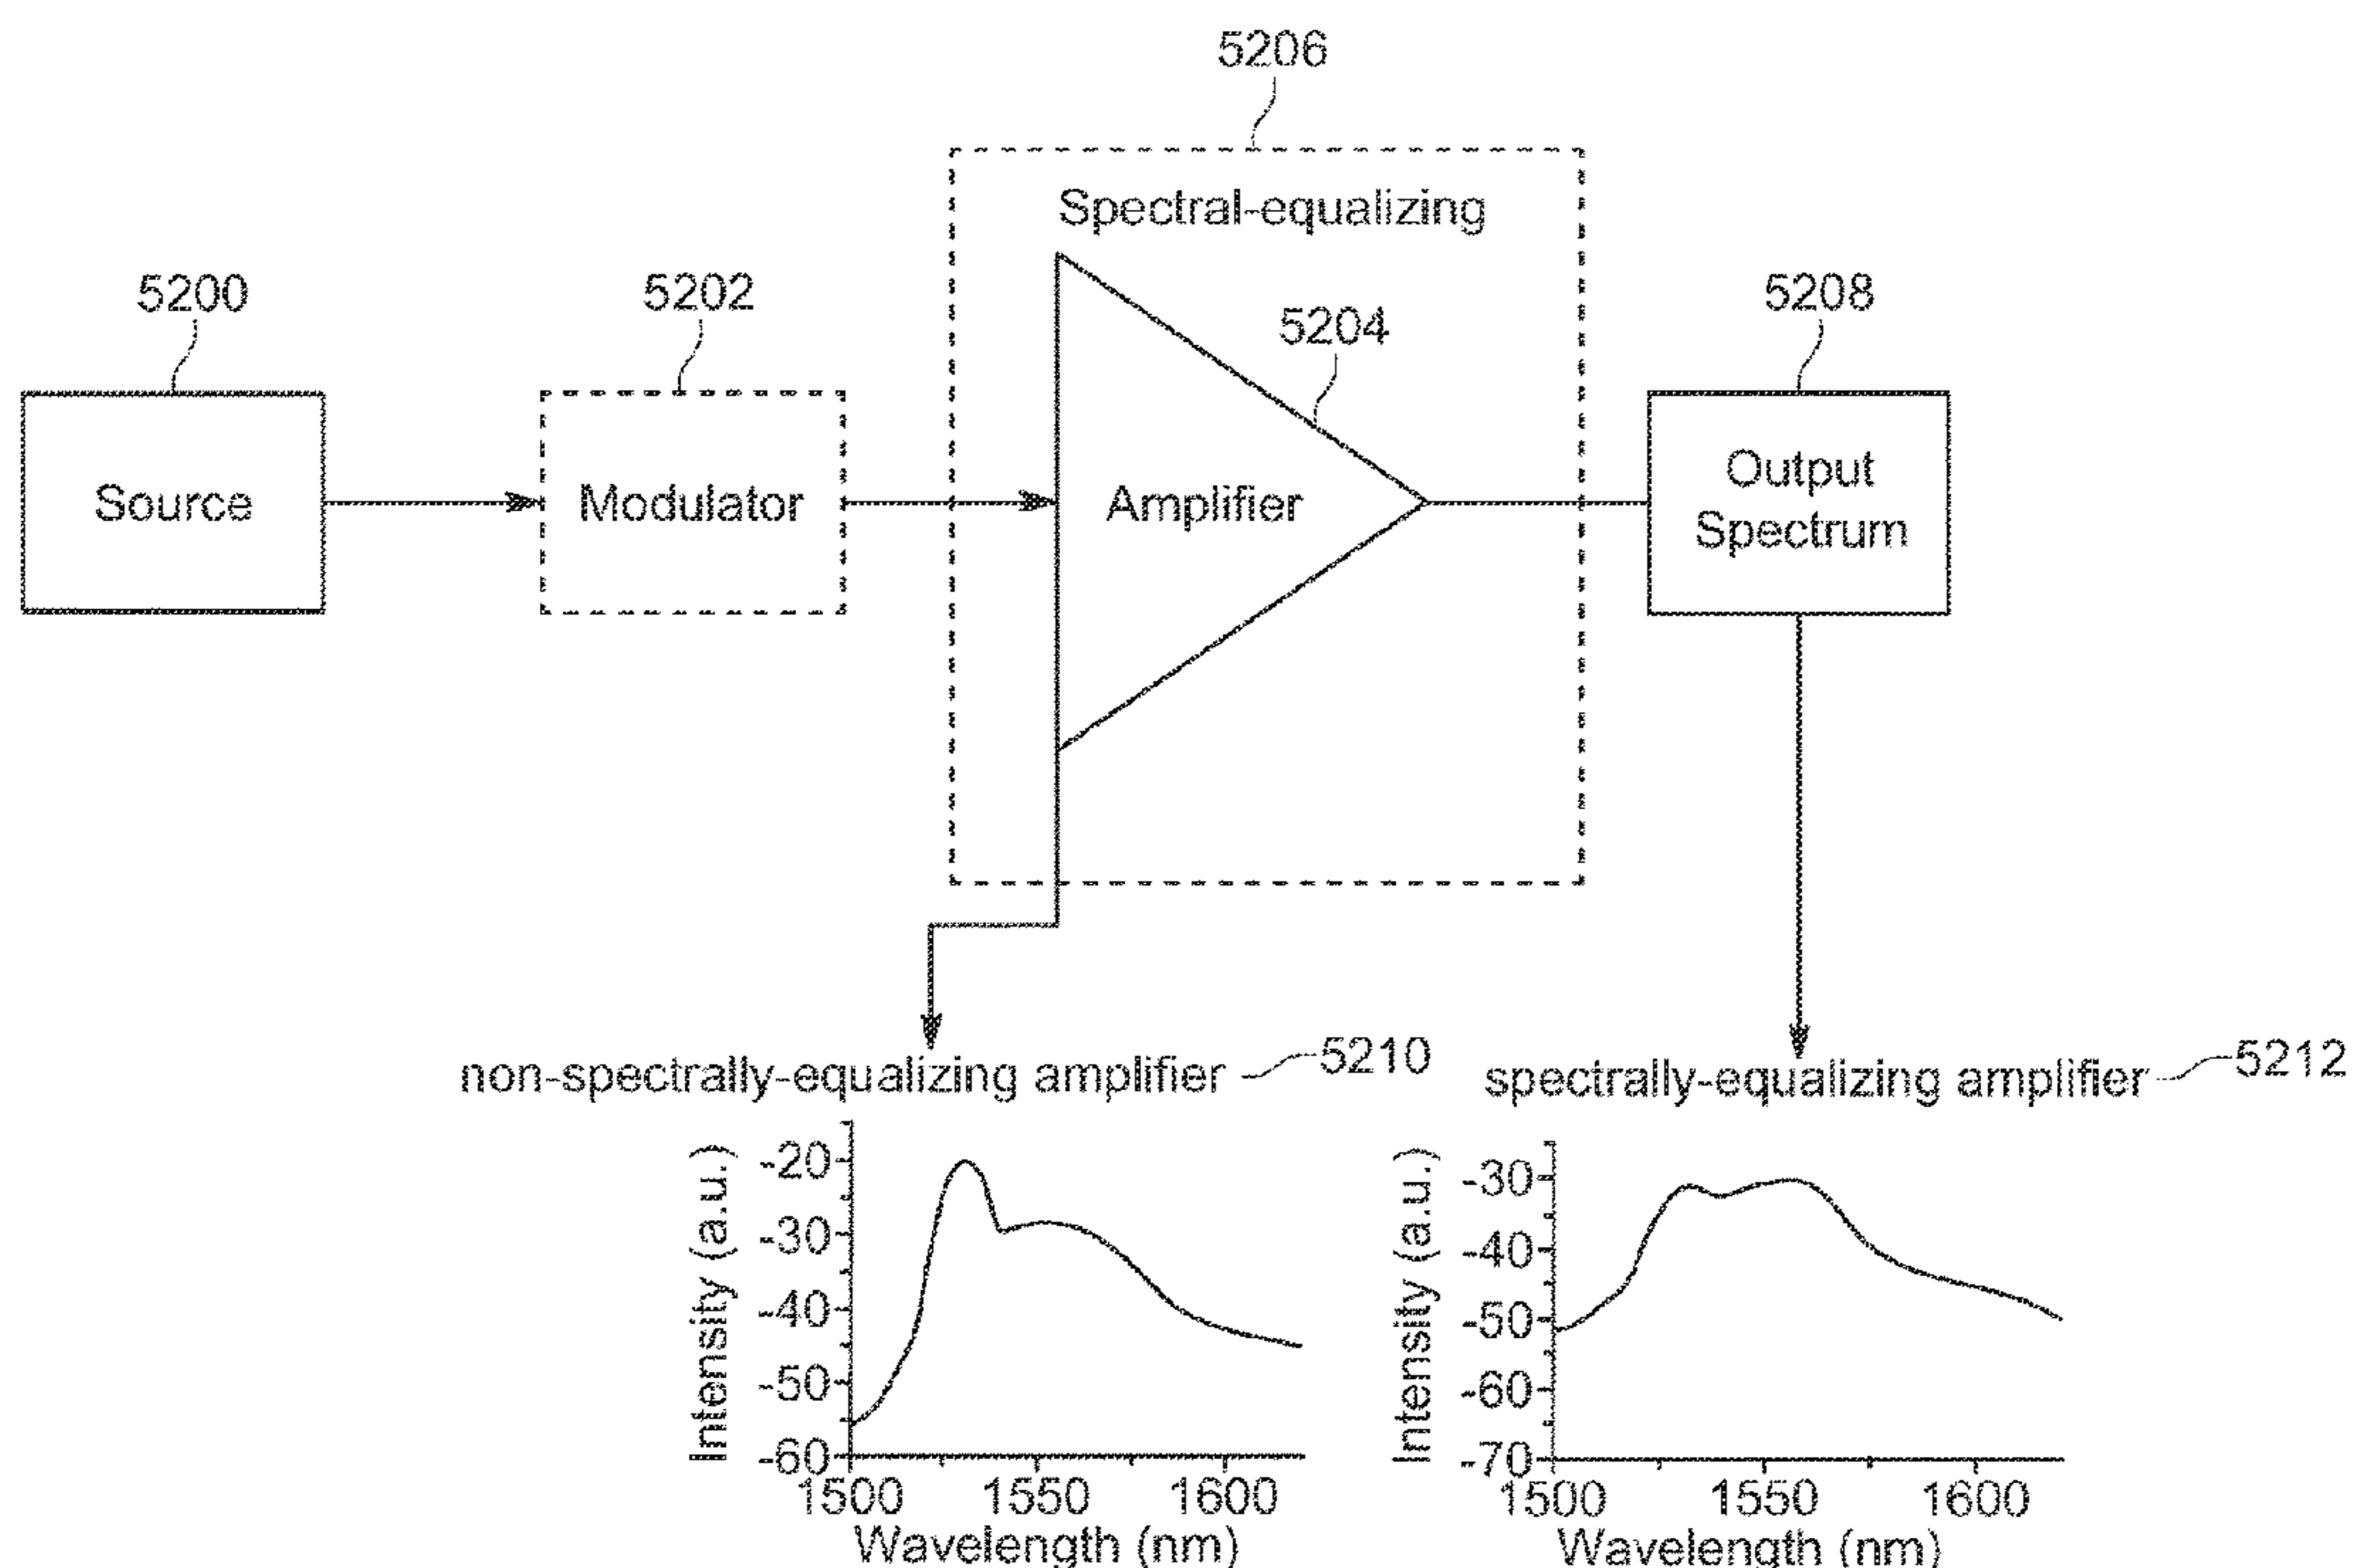 5206
Spectral-equalizing
5200
5202
5204
5208
Source
Modulator
Amplifier
Output
Spectrum
non-spectrally-equalizing amplifier
5210
spectrally-equalizing amplifier
5212
Intensity (a.u.)
-20
-30
-40
-50
-60
1500
1550
1600
Wavelength (nm)
Intensity (a.u.)
-30
-40
-50
-60
-70
1500
1550
1600
Wavelength (nm)